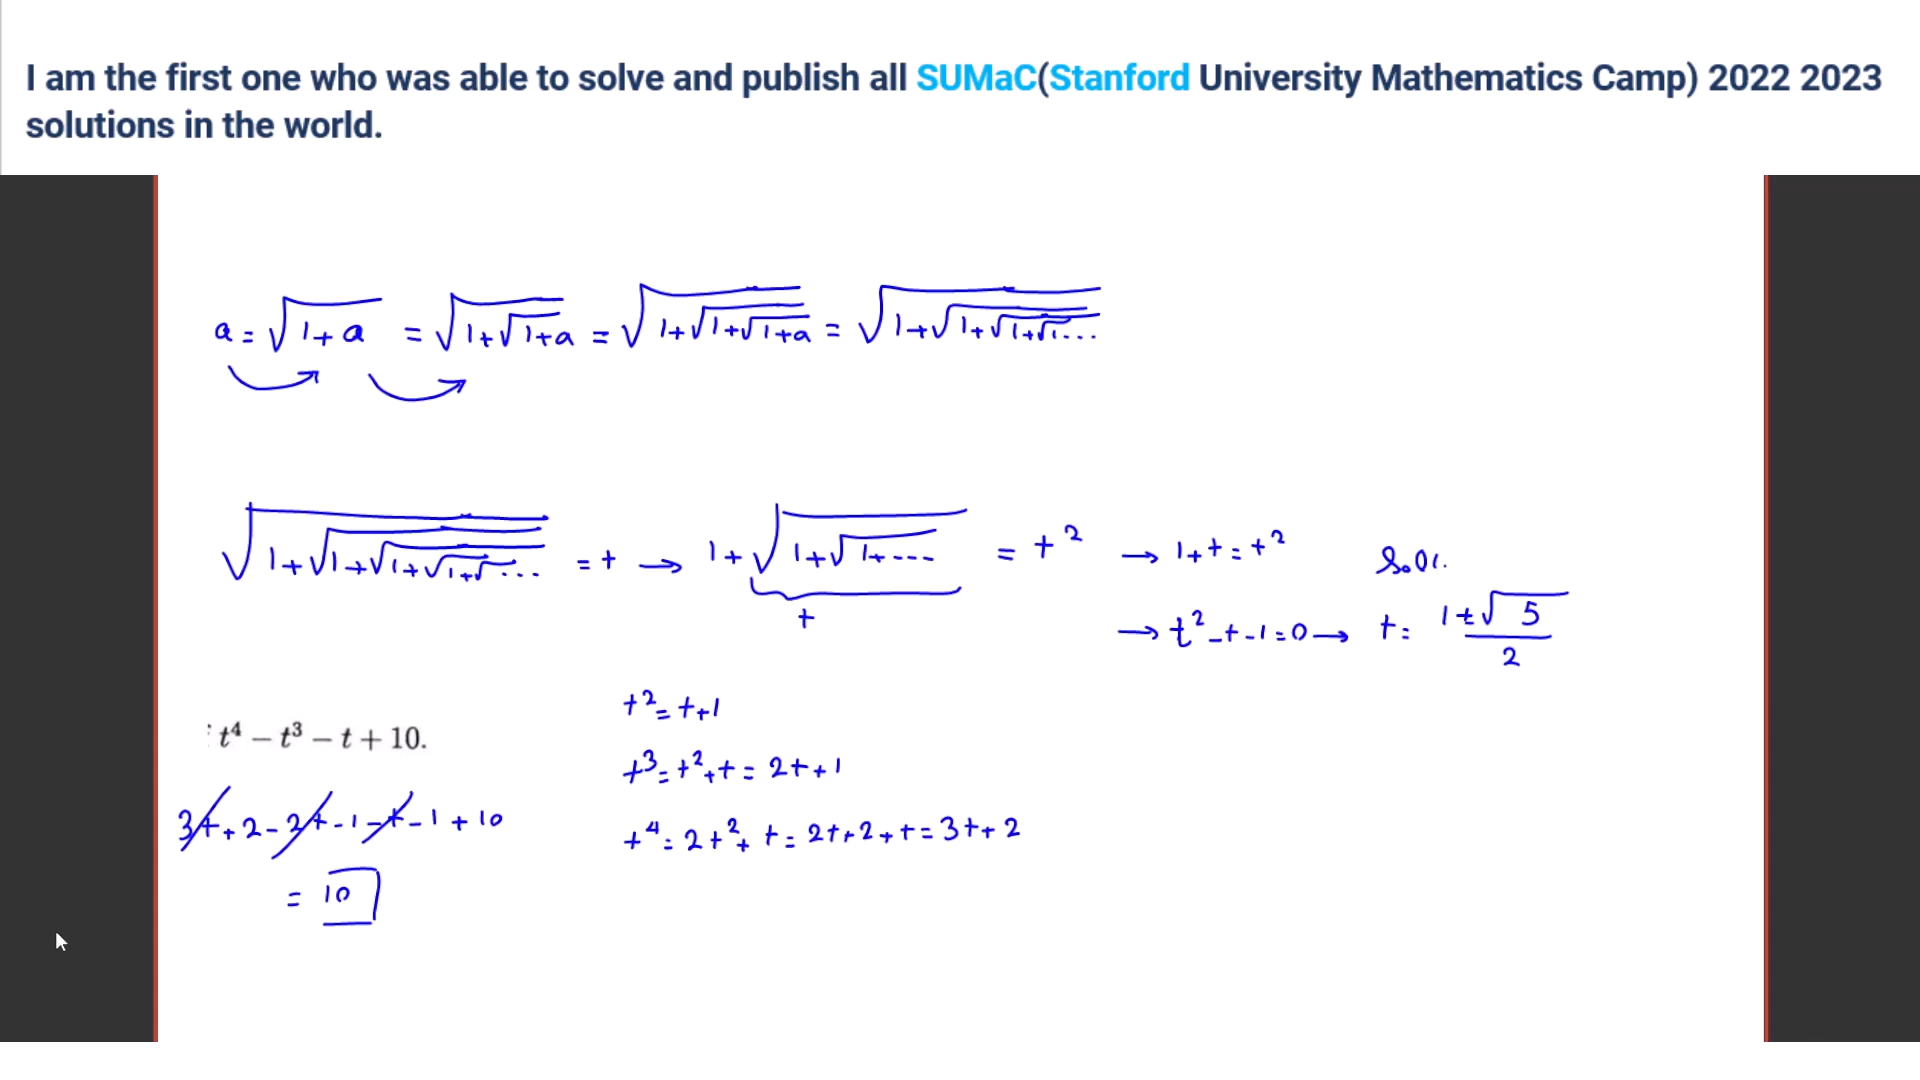 I am the first one who was able to solve and publish all SUMaC(Stanford University Mathematics Camp) 2022 2023
solutions in the world.
a = √(1+a) = √(1+√(1+a)) = √(1+√(1+√(1+a))) = √(1+√(1+√(1+√1...
√(1+√(1+√(1+√(1+√... = t → 1+√(1+√(1+... = t² → 1+t = t² Sol.
t
→ t²-t-1=0 → t = (1±√5)/2
t²= t+1
: t⁴ − t³ − t + 10.
t³= t²+t = 2t+1
3t+2-2t-1-t-1+10
t⁴= 2t²+t = 2t+2+t = 3t+2
= 10